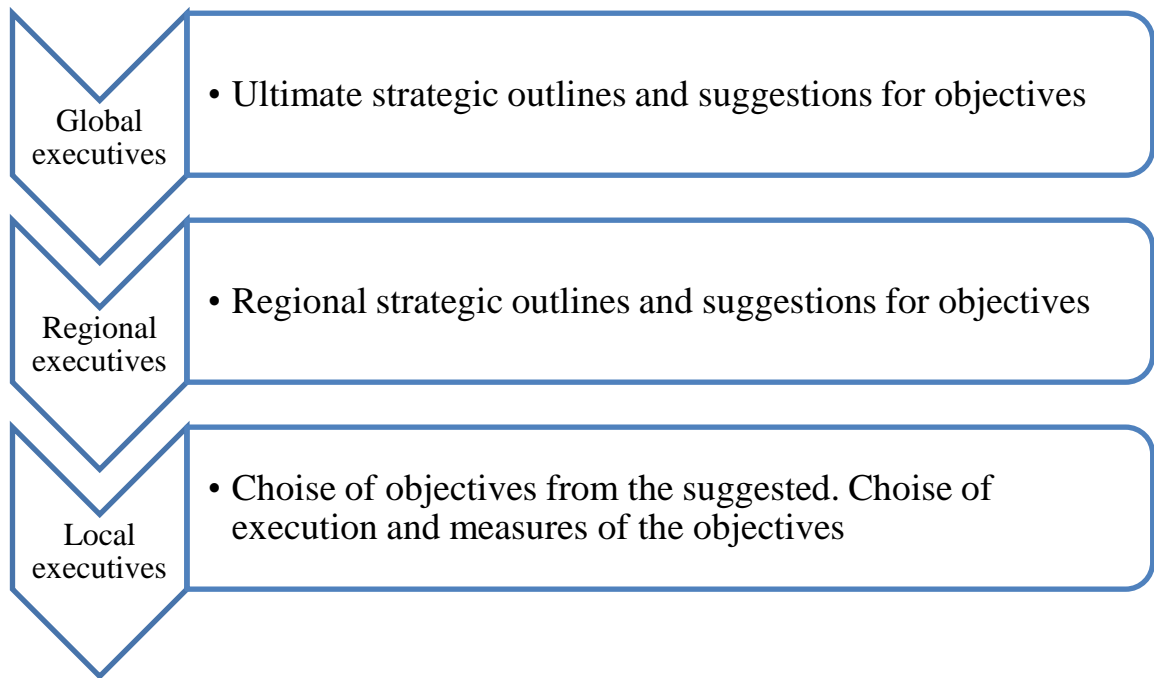 Global
executives
• Ultimate strategic outlines and suggestions for objectives
Regional
executives
• Regional strategic outlines and suggestions for objectives
Local
executives
• Choise of objectives from the suggested. Choise of
execution and measures of the objectives